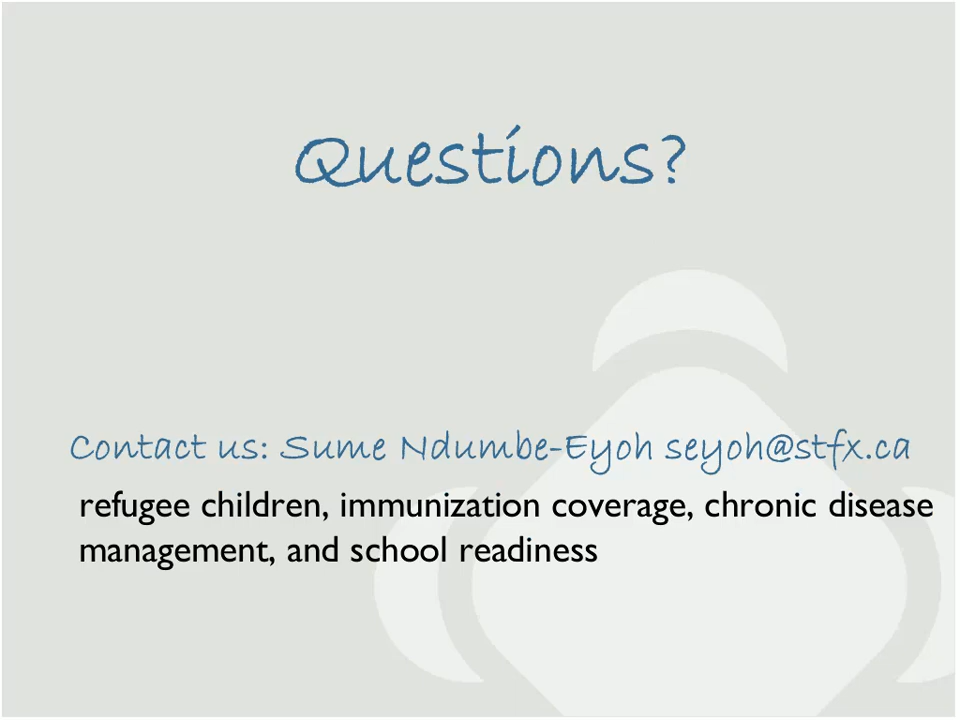 Questions?
Contact us: Sume Ndumbe-Eyoh seyoh@stfx.ca
refugee children, immunization coverage, chronic disease
management, and school readiness